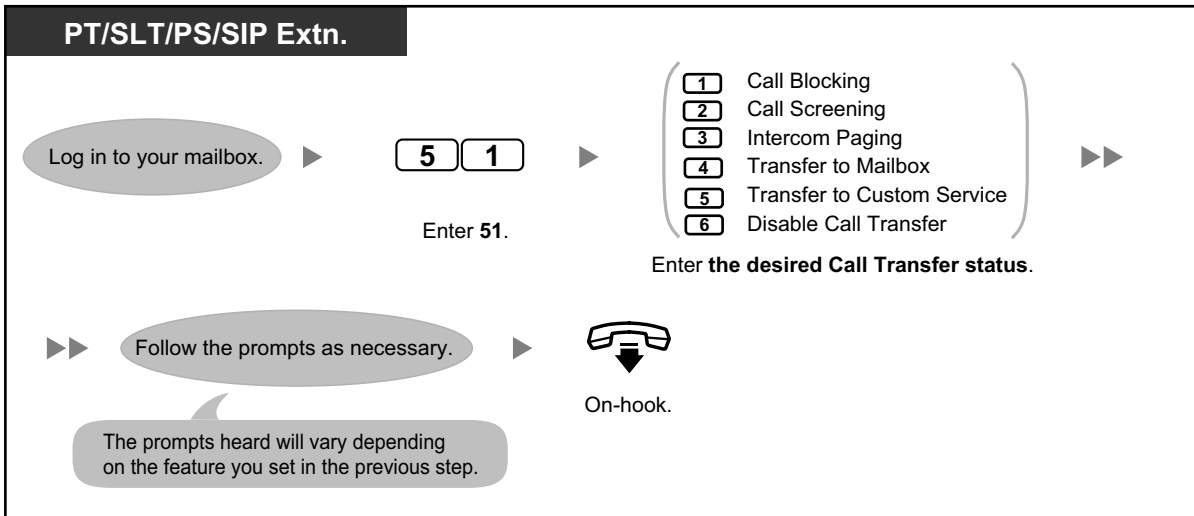 PT/SLT/PS/SIP Extn.
Log in to your mailbox.
5 1
Enter 51.
1 Call Blocking
2 Call Screening
3 Intercom Paging
4 Transfer to Mailbox
5 Transfer to Custom Service
6 Disable Call Transfer
Enter the desired Call Transfer status.
Follow the prompts as necessary.
The prompts heard will vary depending
on the feature you set in the previous step.
On-hook.